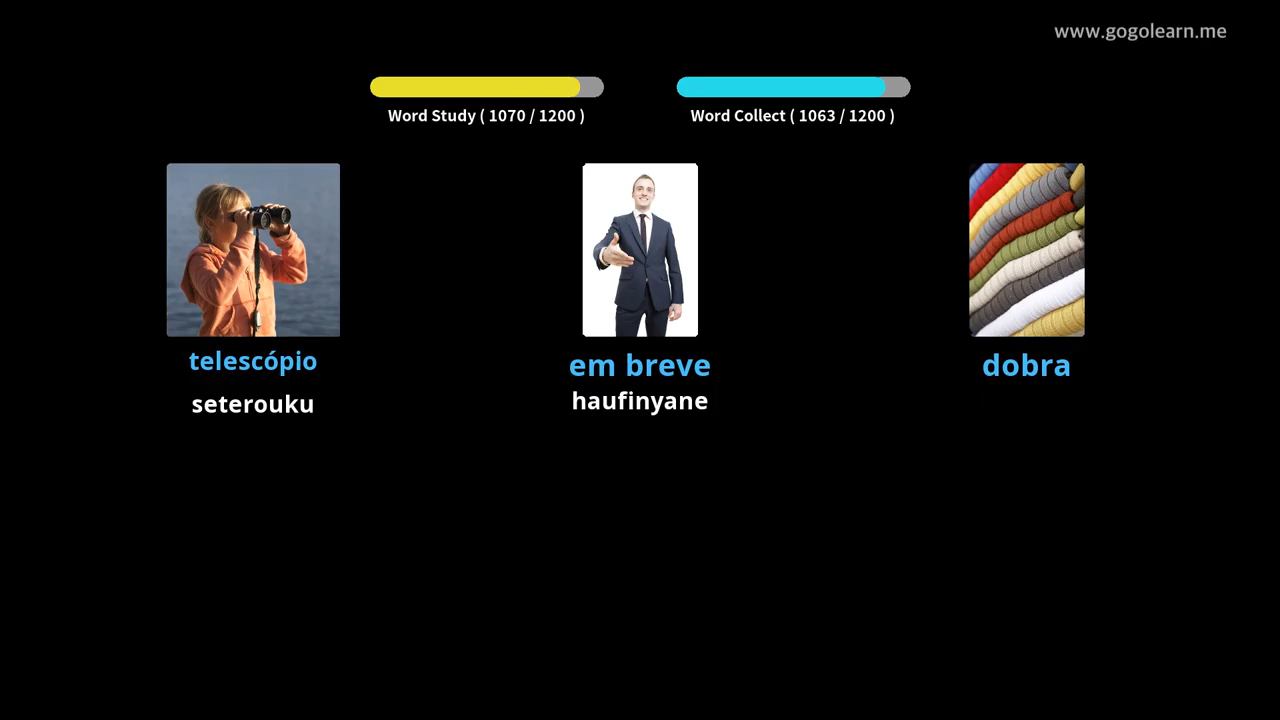 www.gogolearn.me
Word Study ( 1070 / 1200 )
Word Collect ( 1063 / 1200 )
telescópio
em breve
dobra
seterouku
haufinyane